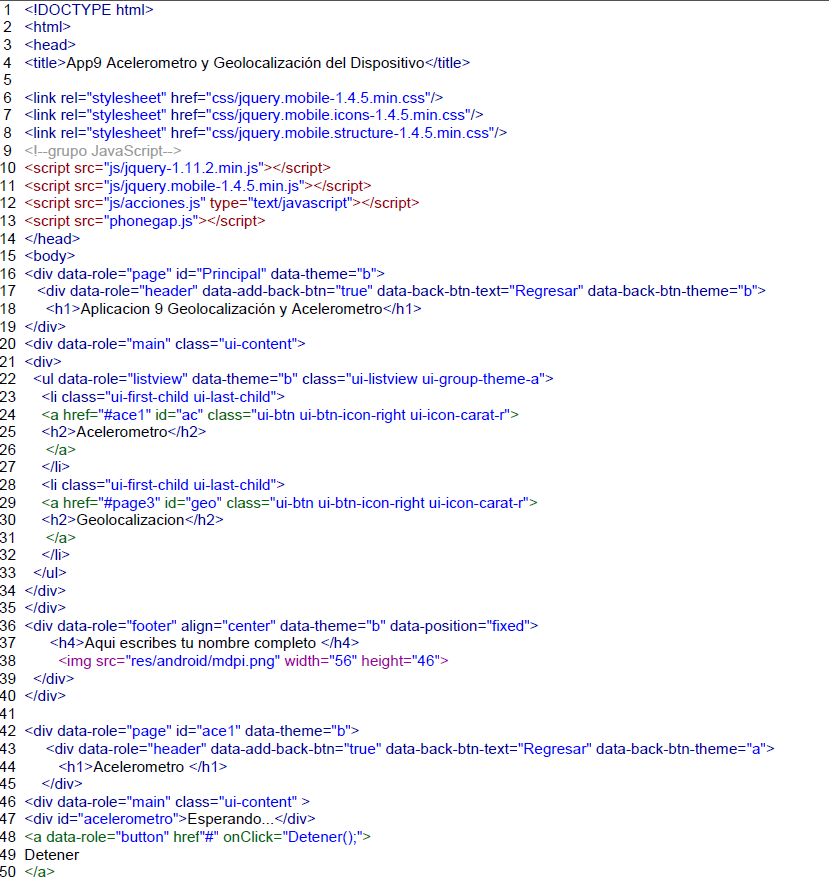 1 <!DOCTYPE html>
2 <html>
3 <head>
4 <title>App9 Acelerometro y Geolocalización del Dispositivo</title>
5
6 <link rel="stylesheet" href="css/jquery.mobile-1.4.5.min.css"/>
7 <link rel="stylesheet" href="css/jquery.mobile.icons-1.4.5.min.css"/>
8 <link rel="stylesheet" href="css/jquery.mobile.structure-1.4.5.min.css"/>
9 <!--grupo JavaScript-->
10 <script src="js/jquery-1.11.2.min.js"></script>
11 <script src="js/jquery.mobile-1.4.5.min.js"></script>
12 <script src="js/acciones.js" type="text/javascript"></script>
13 <script src="phonegap.js"></script>
14 </head>
15 <body>
16 <div data-role="page" id="Principal" data-theme="b">
17 <div data-role="header" data-add-back-btn="true" data-back-btn-text="Regresar" data-back-btn-theme="b">
18 <h1>Aplicacion 9 Geolocalización y Acelerometro</h1>
19 </div>
20 <div data-role="main" class="ui-content">
21 <div>
22 <ul data-role="listview" data-theme="b" class="ui-listview ui-group-theme-a">
23 <li class="ui-first-child ui-last-child">
24 <a href="#ace1" id="ac" class="ui-btn ui-btn-icon-right ui-icon-carat-r">
25 <h2>Acelerometro</h2>
26 </a>
27 </li>
28 <li class="ui-first-child ui-last-child">
29 <a href="#page3" id="geo" class="ui-btn ui-btn-icon-right ui-icon-carat-r">
30 <h2>Geolocalizacion</h2>
31 </a>
32 </li>
33 </ul>
34 </div>
35 </div>
36 <div data-role="footer" align="center" data-theme="b" data-position="fixed">
37 <h4>Aqui escribes tu nombre completo </h4>
38 <img src="res/android/mdpi.png" width="56" height="46">
39 </div>
40 </div>
41
42 <div data-role="page" id="ace1" data-theme="b">
43 <div data-role="header" data-add-back-btn="true" data-back-btn-text="Regresar" data-back-btn-theme="a">
44 <h1>Acelerometro </h1>
45 </div>
46 <div data-role="main" class="ui-content" >
47 <div id="acelerometro">Esperando...</div>
48 <a data-role="button" href"#" onClick="Detener();">
49 Detener
50 </a>